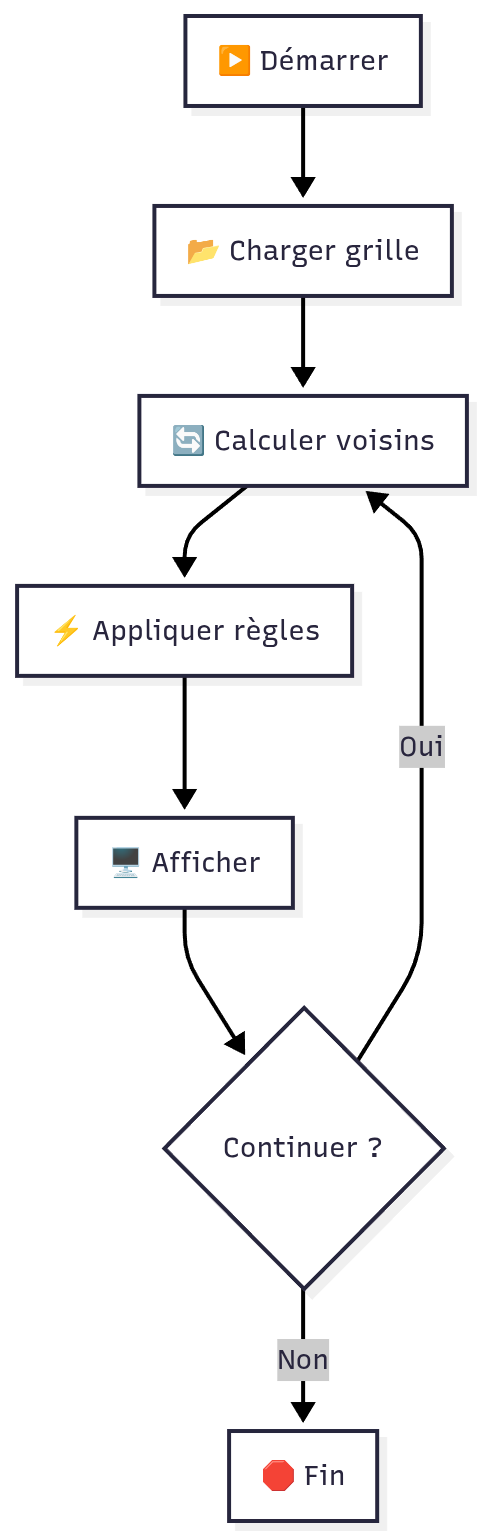 ▶️ Démarrer
📂 Charger grille
🔄 Calculer voisins
⚡ Appliquer règles
Oui
🖥️ Afficher
Continuer ?
Non
🛑 Fin